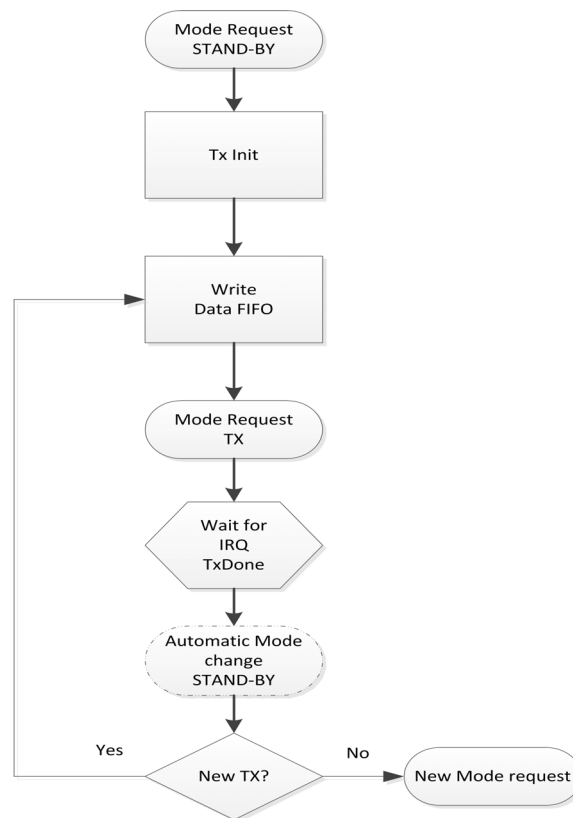 Mode Request
STAND-BY
Tx Init
Write
Data FIFO
Mode Request
TX
Wait for
IRQ
TxDone
Automatic Mode
change
STAND-BY
Yes
New TX?
No
New Mode request